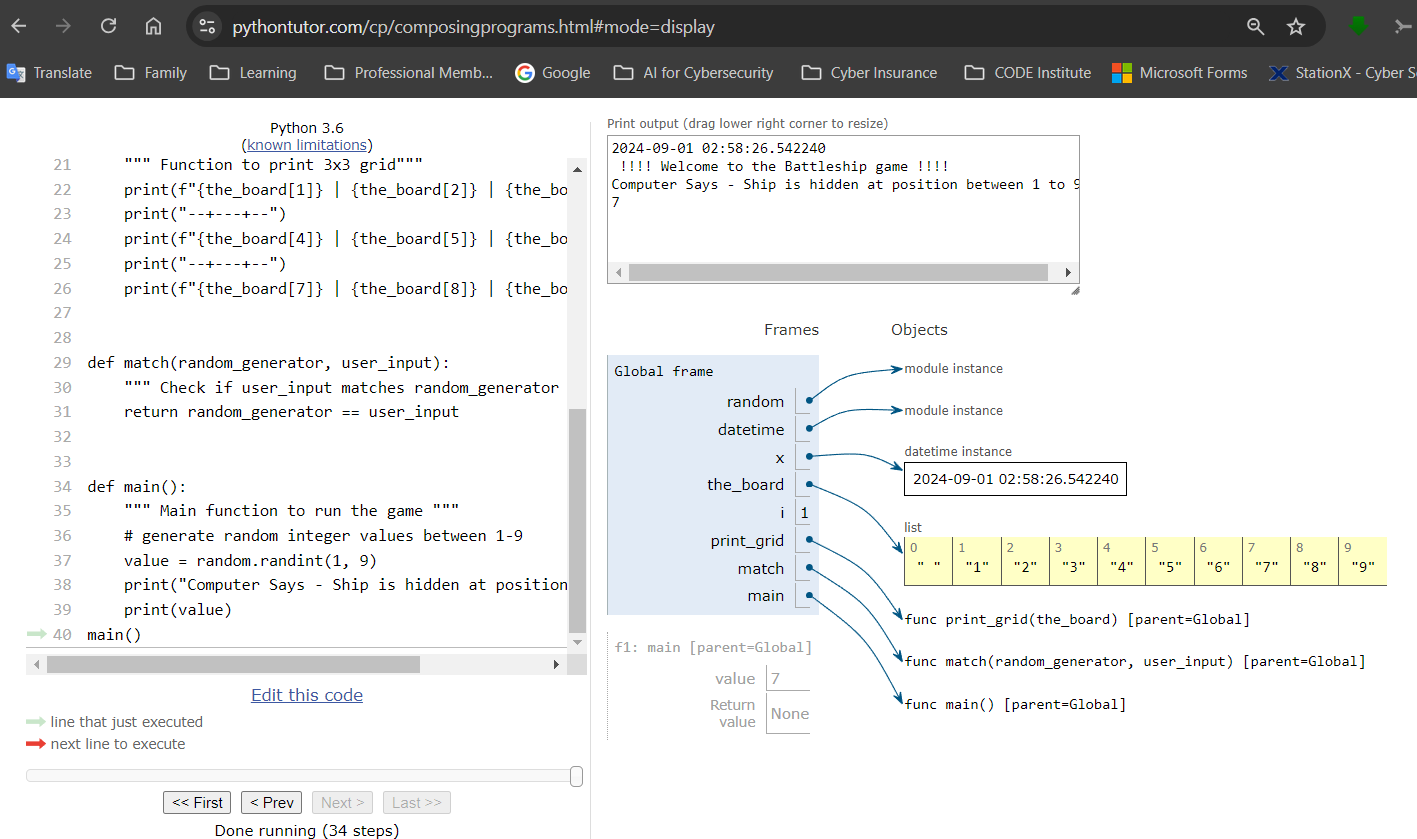 pythontutor.com/cp/composingprograms.html#mode=display
Translate Family Learning Professional Memb... Google AI for Cybersecurity Cyber Insurance CODE Institute Microsoft Forms StationX - Cyber S
Python 3.6
(known limitations)
21 """ Function to print 3x3 grid"""
22 print(f"{the_board[1]} | {the_board[2]} | {the_bo
23 print("--+---+--")
24 print(f"{the_board[4]} | {the_board[5]} | {the_bo
25 print("--+---+--")
26 print(f"{the_board[7]} | {the_board[8]} | {the_bo
27
28
29 def match(random_generator, user_input):
30 """ Check if user_input matches random_generator
31 return random_generator == user_input
32
33
34 def main():
35 """ Main function to run the game """
36 # generate random integer values between 1-9
37 value = random.randint(1, 9)
38 print("Computer Says - Ship is hidden at position
39 print(value)
40 main()
Edit this code
line that just executed
next line to execute
<< First < Prev Next > Last >>
Done running (34 steps)
Print output (drag lower right corner to resize)
2024-09-01 02:58:26.542240
!!!! Welcome to the Battleship game !!!!
Computer Says - Ship is hidden at position between 1 to 9
7
Frames Objects
Global frame
random module instance
datetime module instance
x datetime instance
2024-09-01 02:58:26.542240
the_board list
i 1
0 1 2 3 4 5 6 7 8 9
" " "1" "2" "3" "4" "5" "6" "7" "8" "9"
print_grid func print_grid(the_board) [parent=Global]
match func match(random_generator, user_input) [parent=Global]
main func main() [parent=Global]
f1: main [parent=Global]
value 7
Return
value None